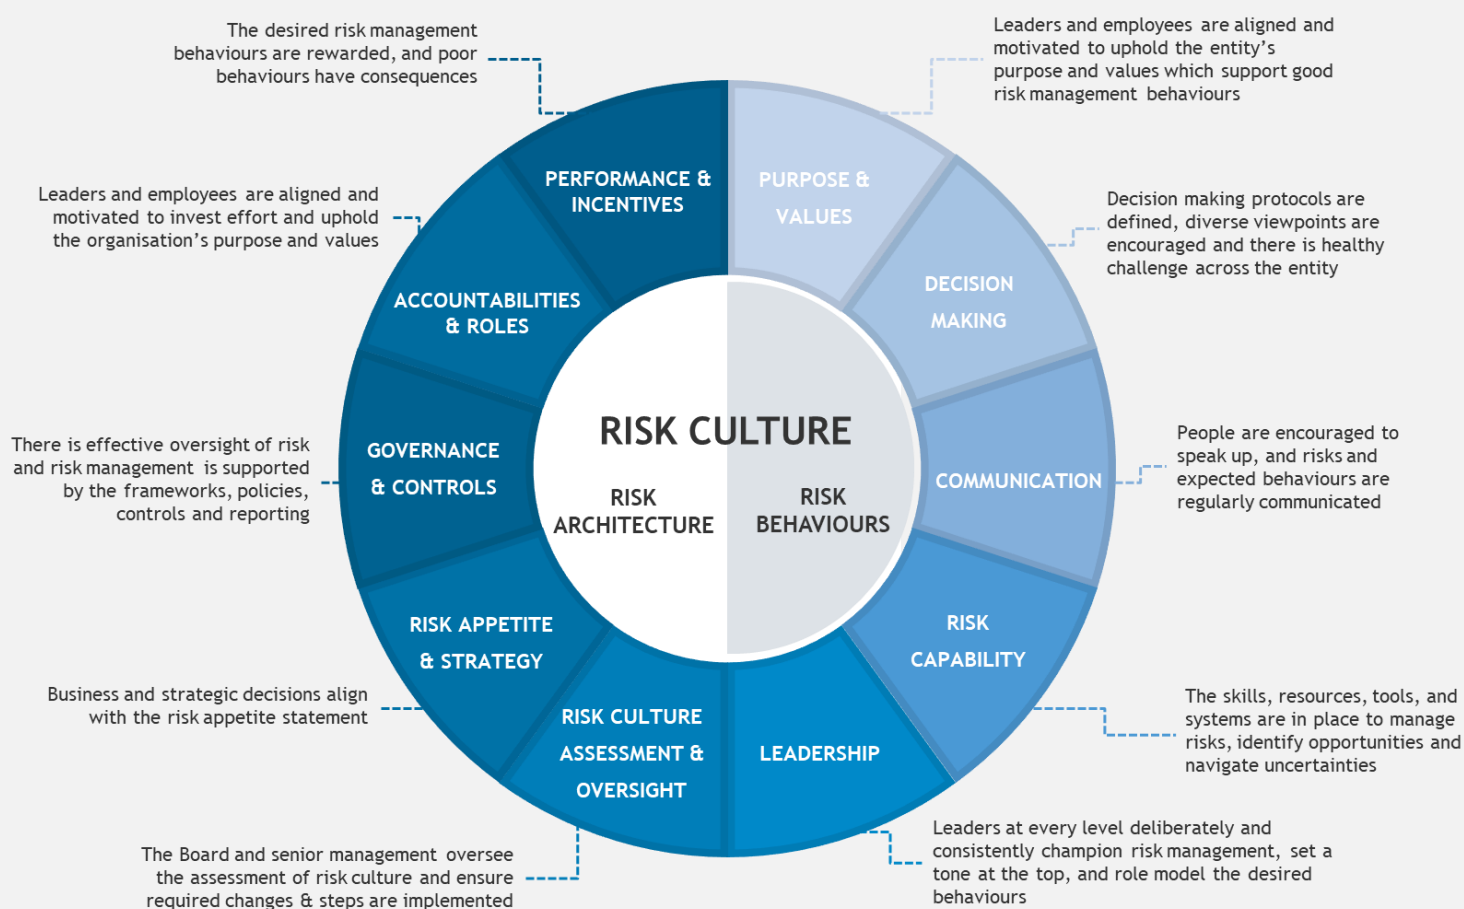 The desired risk management
behaviours are rewarded, and poor
behaviours have consequences
Leaders and employees are aligned and
motivated to uphold the entity’s
purpose and values which support good
risk management behaviours
PERFORMANCE &
INCENTIVES
PURPOSE &
VALUES
Leaders and employees are aligned and
motivated to invest effort and uphold
the organisation’s purpose and values
Decision making protocols are
defined, diverse viewpoints are
encouraged and there is healthy
challenge across the entity
ACCOUNTABILITIES
& ROLES
DECISION
MAKING
There is effective oversight of risk
and risk management is supported
by the frameworks, policies,
controls and reporting
GOVERNANCE
& CONTROLS
RISK CULTURE
RISK
ARCHITECTURE
RISK
BEHAVIOURS
COMMUNICATION
People are encouraged to
speak up, and risks and
expected behaviours are
regularly communicated
RISK APPETITE
& STRATEGY
RISK
CAPABILITY
Business and strategic decisions align
with the risk appetite statement
RISK CULTURE
ASSESSMENT &
OVERSIGHT
LEADERSHIP
The skills, resources, tools, and
systems are in place to manage
risks, identify opportunities and
navigate uncertainties
The Board and senior management oversee
the assessment of risk culture and ensure
required changes & steps are implemented
Leaders at every level deliberately and
consistently champion risk management, set a
tone at the top, and role model the desired
behaviours